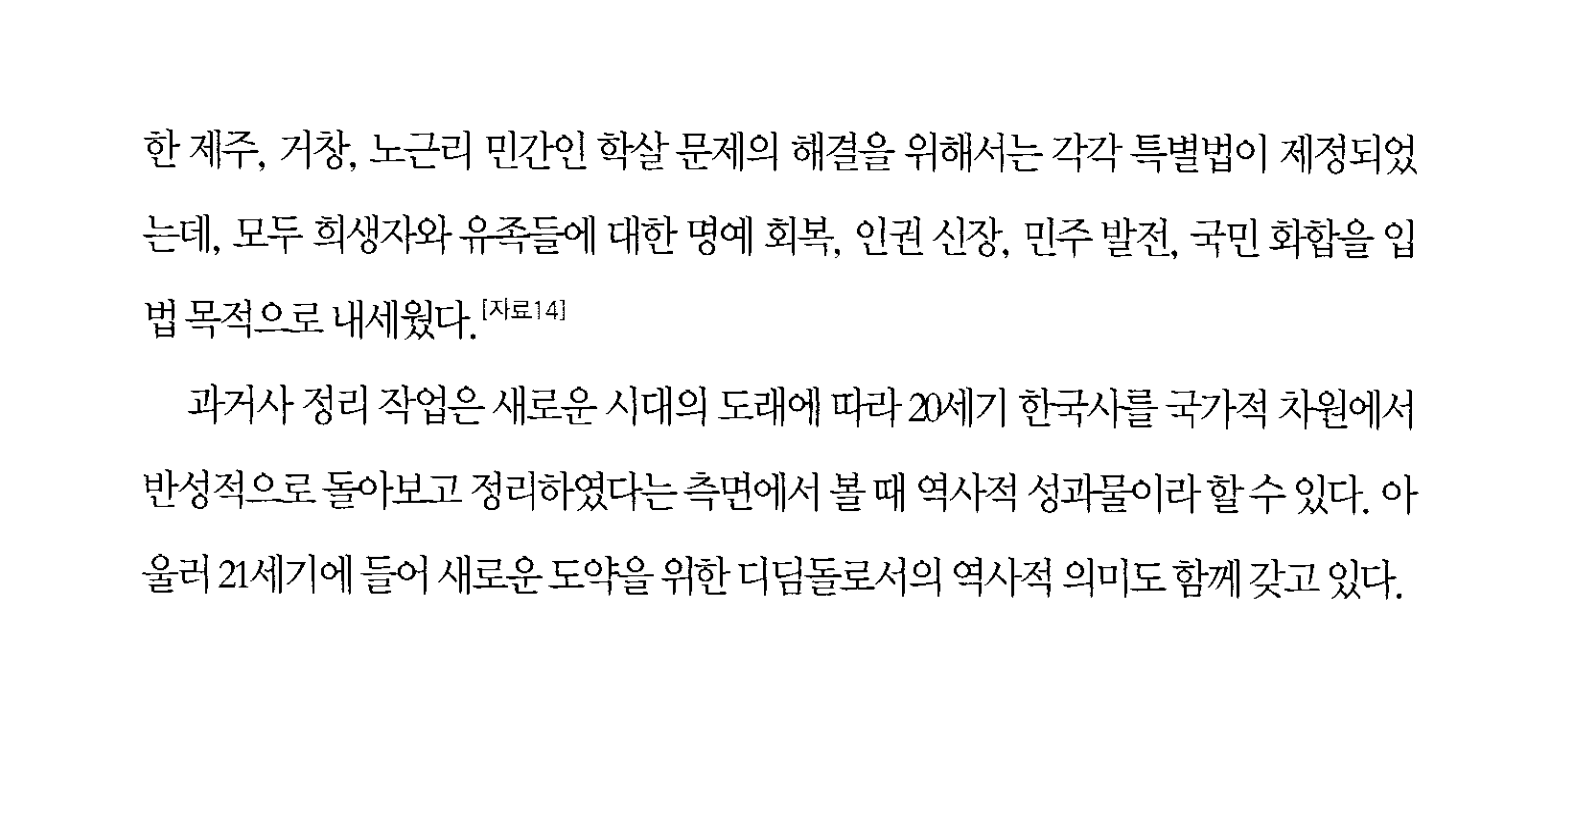 한 제주, 거창, 노근리 민간인 학살 문제의 해결을 위해서는 각각 특별법이 제정되었
는데, 모두 희생자와 유족들에 대한 명예 회복, 인권 신장, 민주 발전, 국민 화합을 입
법 목적으로 내세웠다.[자료14]
과거사 정리 작업은 새로운 시대의 도래에 따라 20세기 한국사를 국가적 차원에서
반성적으로 돌아보고 정리하였다는 측면에서 볼 때 역사적 성과물이라 할 수 있다. 아
울러 21세기에 들어 새로운 도약을 위한 디딤돌로서의 역사적 의미도 함께 갖고 있다.